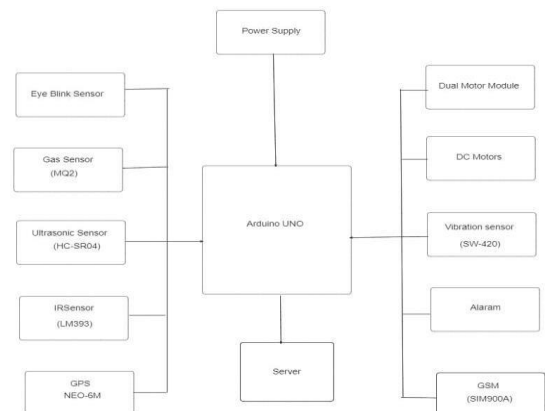 Power Supply
Eye Blink Sensor
Gas Sensor
(MQ2)
Ultrasonic Sensor
(HC-SR04)
IRSensor
(LM393)
GPS
NEO-6M
Arduino UNO
Server
Dual Motor Module
DC Motors
Vibration sensor
(SW-420)
Alaram
GSM
(SIM900A)